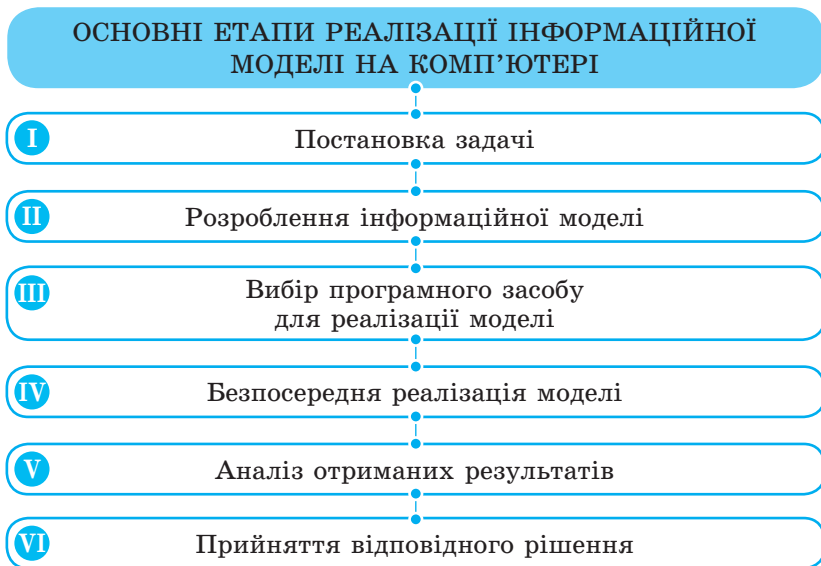 ОСНОВНІ ЕТАПИ РЕАЛІЗАЦІЇ ІНФОРМАЦІЙНОЇ
МОДЕЛІ НА КОМП’ЮТЕРІ
I
Постановка задачі
II
Розроблення інформаційної моделі
III
Вибір програмного засобу
для реалізації моделі
IV
Безпосередня реалізація моделі
V
Аналіз отриманих результатів
VI
Прийняття відповідного рішення